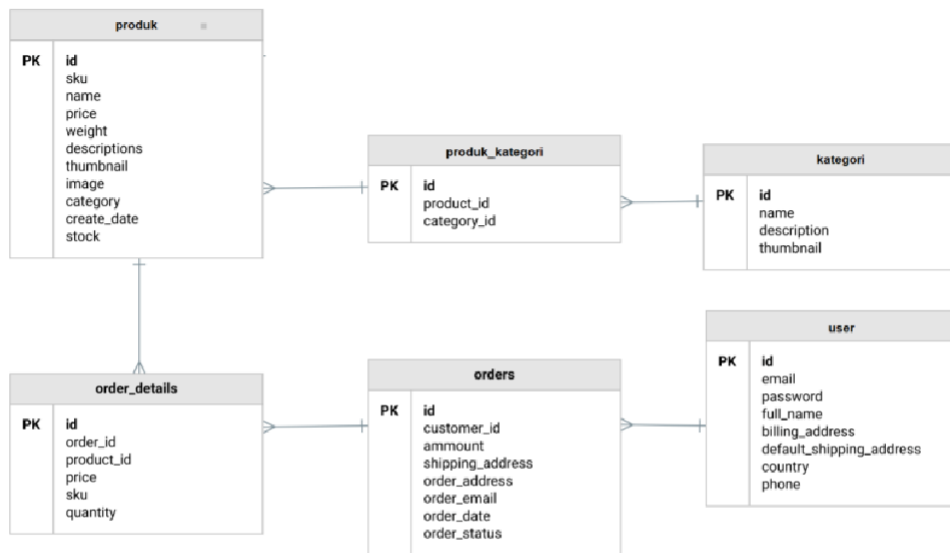 produk
PK id
sku
name
price
weight
descriptions
thumbnail
image
category
create_date
stock
produk_kategori
PK id
product_id
category_id
kategori
PK id
name
description
thumbnail
order_details
PK id
order_id
product_id
price
sku
quantity
orders
PK id
customer_id
ammount
shipping_address
order_address
order_email
order_date
order_status
user
PK id
email
password
full_name
billing_address
default_shipping_address
country
phone